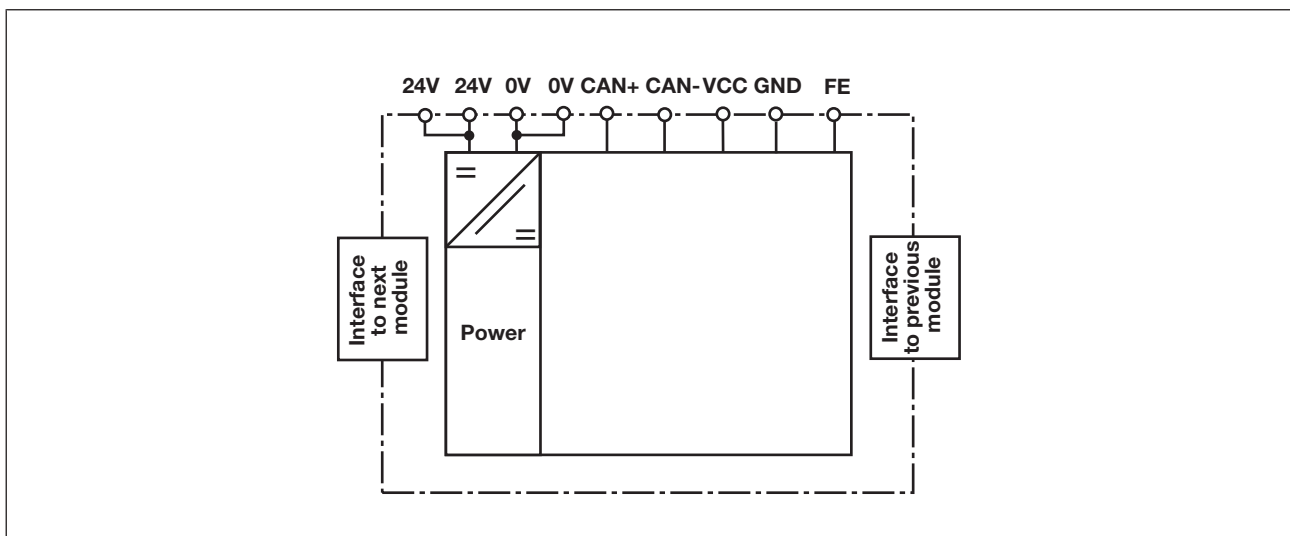 24V 24V 0V 0V CAN+ CAN- VCC GND FE
Interface
to next
module
Power
Interface
to previous
module